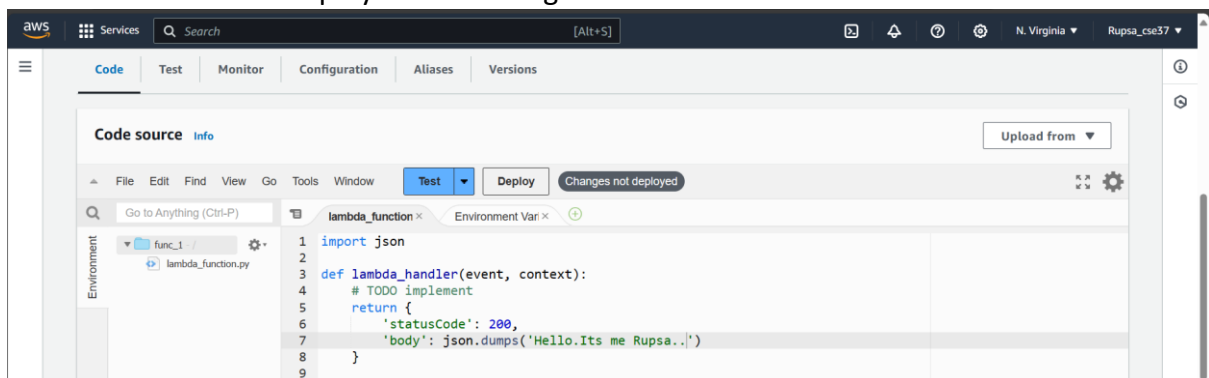 aws Services Search [Alt+S] N. Virginia ▼ Rupsa_cse37 ▼
Code Test Monitor Configuration Aliases Versions
Code source Info Upload from ▼
File Edit Find View Go Tools Window Test Deploy Changes not deployed
Go to Anything (Ctrl-P) lambda_function × Environment Vari ×
Environment
func_1 - /
lambda_function.py
1 import json
2
3 def lambda_handler(event, context):
4 # TODO implement
5 return {
6 'statusCode': 200,
7 'body': json.dumps('Hello.Its me Rupsa..')
8 }
9